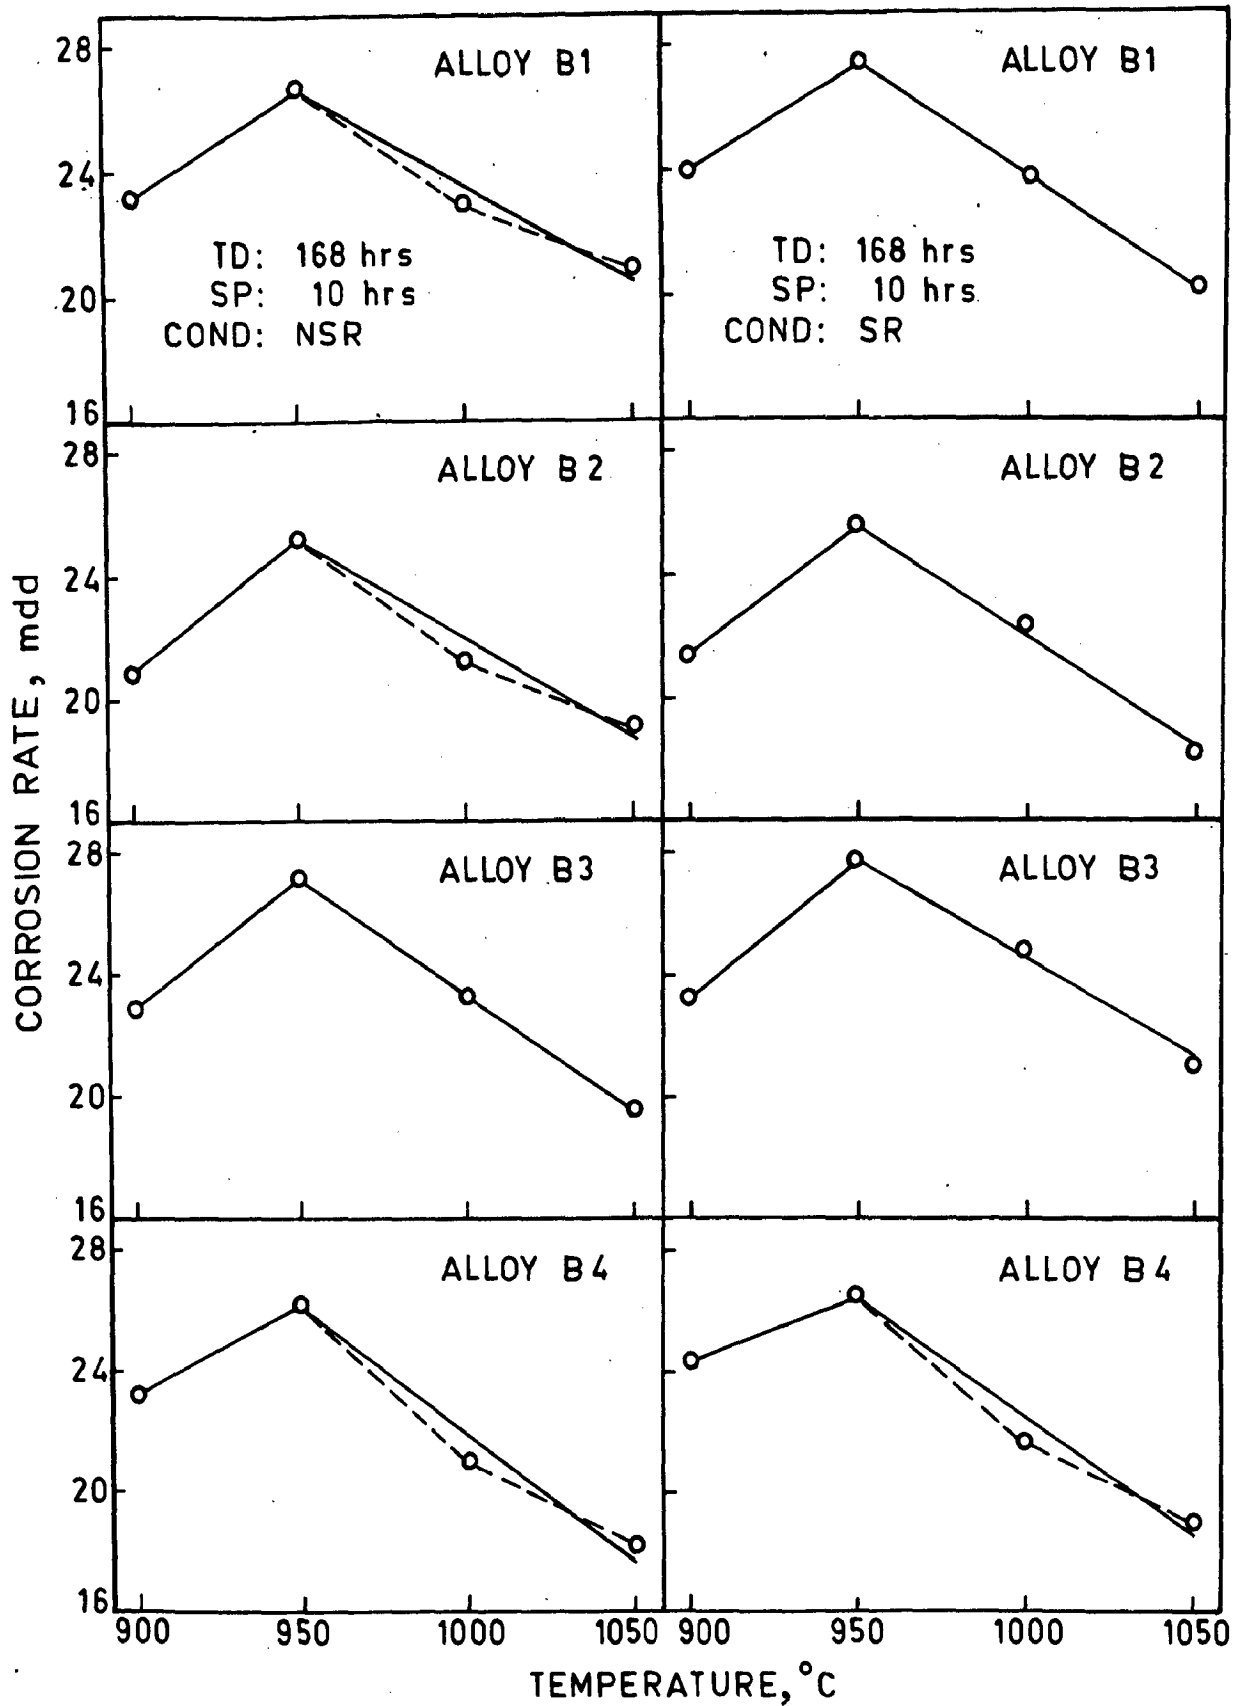 CORROSION RATE, mdd
28
24
20
16
ALLOY B1
TD: 168 hrs
SP: 10 hrs
COND: NSR
ALLOY B1
TD: 168 hrs
SP: 10 hrs
COND: SR
28
24
20
16
ALLOY B2
ALLOY B2
28
24
20
16
ALLOY B3
ALLOY B3
28
24
20
16
ALLOY B4
ALLOY B4
900 950 1000 1050 900 950 1000 1050
TEMPERATURE, °C